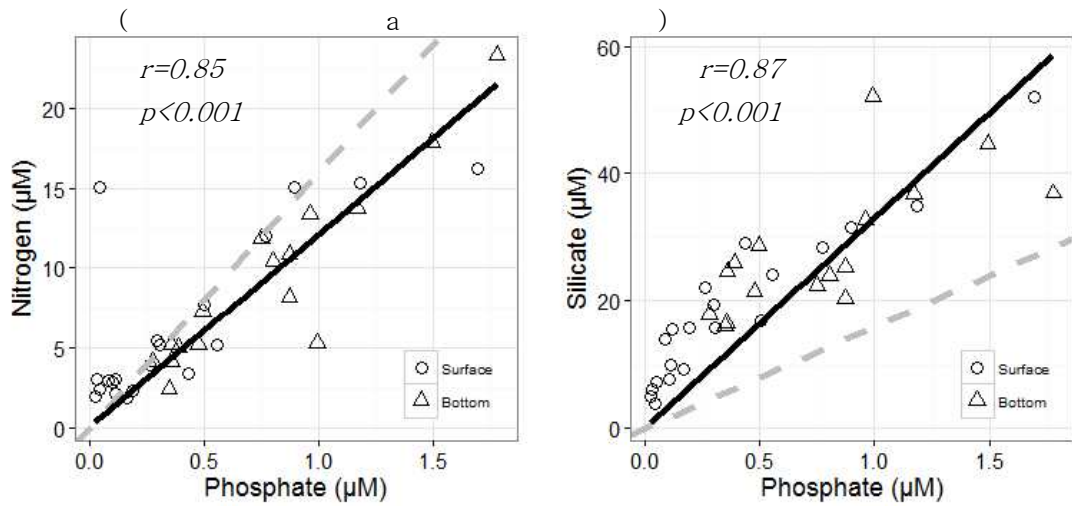 ( a )
r=0.85
p<0.001
Nitrogen (µM)
20
15
10
5
0
Surface
Bottom
0.0 0.5 1.0 1.5
Phosphate (µM)
r=0.87
p<0.001
Silicate (µM)
60
40
20
0
Surface
Bottom
0.0 0.5 1.0 1.5
Phosphate (µM)